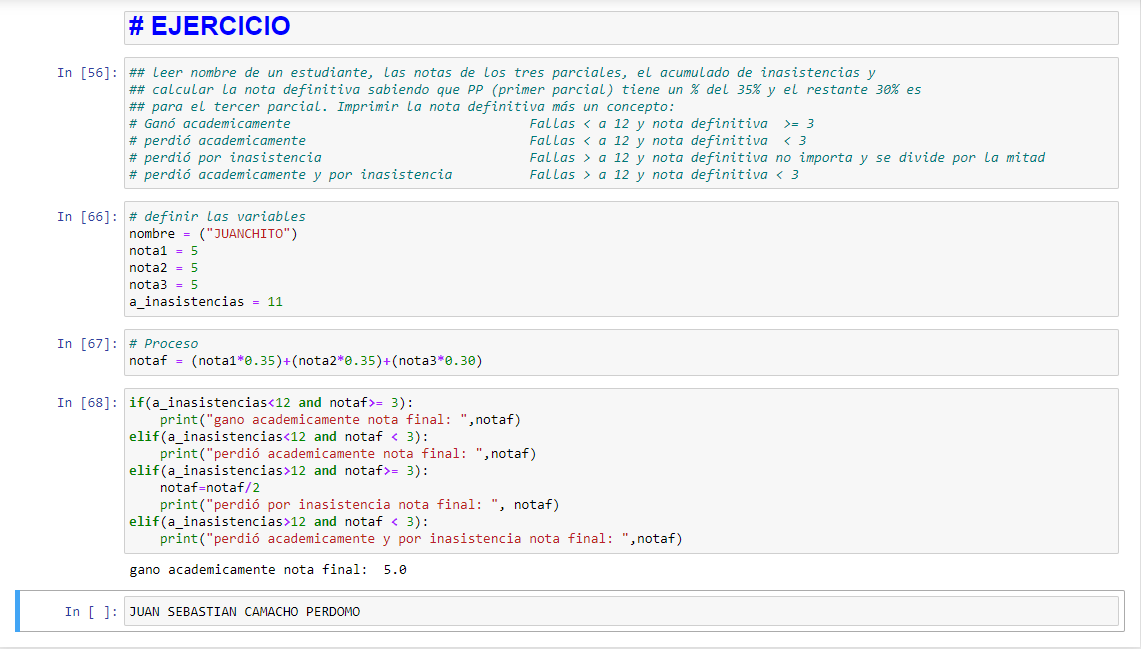 # EJERCICIO
In [56]: ## leer nombre de un estudiante, las notas de los tres parciales, el acumulado de inasistencias y
## calcular la nota definitiva sabiendo que PP (primer parcial) tiene un % del 35% y el restante 30% es
## para el tercer parcial. Imprimir la nota definitiva más un concepto:
# Ganó academicamente Fallas < a 12 y nota definitiva >= 3
# perdió academicamente Fallas < a 12 y nota definitiva < 3
# perdió por inasistencia Fallas > a 12 y nota definitiva no importa y se divide por la mitad
# perdió academicamente y por inasistencia Fallas > a 12 y nota definitiva < 3
In [66]: # definir las variables
nombre = ("JUANCHITO")
nota1 = 5
nota2 = 5
nota3 = 5
a_inasistencias = 11
In [67]: # Proceso
notaf = (nota1*0.35)+(nota2*0.35)+(nota3*0.30)
In [68]: if(a_inasistencias<12 and notaf>= 3):
    print("gano academicamente nota final: ",notaf)
elif(a_inasistencias<12 and notaf < 3):
    print("perdió academicamente nota final: ",notaf)
elif(a_inasistencias>12 and notaf>= 3):
    notaf=notaf/2
    print("perdió por inasistencia nota final: ", notaf)
elif(a_inasistencias>12 and notaf < 3):
    print("perdió academicamente y por inasistencia nota final: ",notaf)
gano academicamente nota final:  5.0
In [ ]: JUAN SEBASTIAN CAMACHO PERDOMO